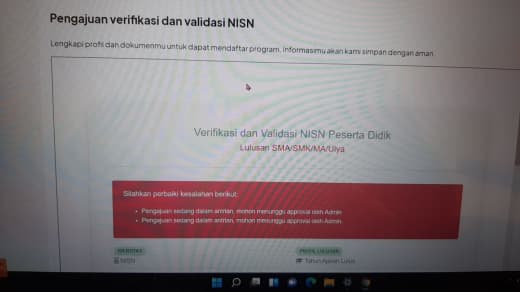 Pengajuan verifikasi dan validasi NISN
Lengkapi profil dan dokumenmu untuk dapat mendaftar program. Informasimu akan kami simpan dengan aman.
Verifikasi dan Validasi NISN Peserta Didik
Lulusan SMA/SMK/MA/Ulya
Silahkan perbaiki kesalahan berikut:
Pengajuan sedang dalam antrian, mohon menunggu approval oleh Admin
Pengajuan sedang dalam antrian, mohon menunggu approval oleh Admin
IDENTITAS
PROFIL LULUSAN
NISN
Tahun Ajaran Lulus